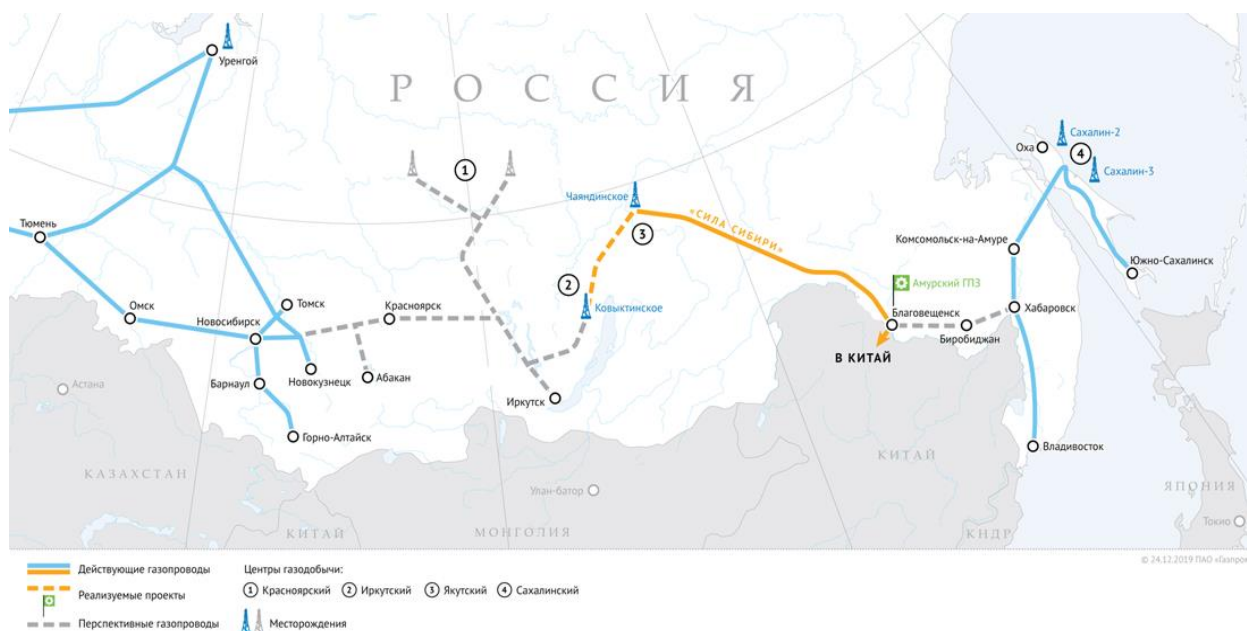 Уренгой
РОССИЯ
Сахалин-2
Оха
Сахалин-3
Чаяндинское
«СИЛА СИБИРИ»
Тюмень
Комсомольск-на-Амуре
Южно-Сахалинск
Амурский ГПЗ
Омск
Томск
Красноярск
Ковыктинское
Благовещенск
Хабаровск
Новосибирск
Биробиджан
В КИТАЙ
Астана
Барнаул
Новокузнецк
Абакан
Иркутск
Горно-Алтайск
Владивосток
КИТАЙ
КАЗАХСТАН
Улан-батор
ЯПОНИЯ
КИТАЙ
МОНГОЛИЯ
КНДР
Токио
1
2
3
4
© 24.12.2019 ПАО «Газпром
Действующие газопроводы
Центры газодобычи:
Реализуемые проекты
1 Красноярский 2 Иркутский 3 Якутский 4 Сахалинский
Перспективные газопроводы
Месторождения